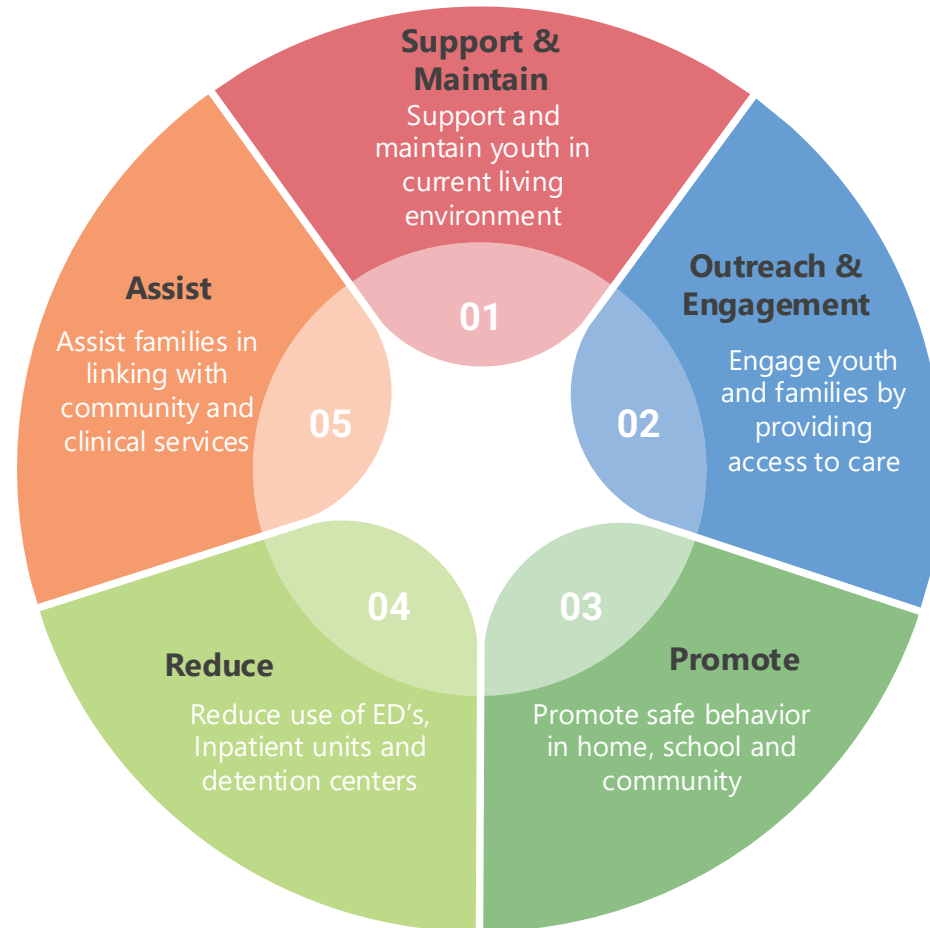 Support &
Maintain
Support and
maintain youth in
current living
environment
01
Outreach &
Engagement
Engage youth
and families by
providing
access to care
02
Promote
Promote safe behavior
in home, school and
community
03
Reduce
Reduce use of ED’s,
Inpatient units and
detention centers
04
Assist
Assist families in
linking with
community and
clinical services
05